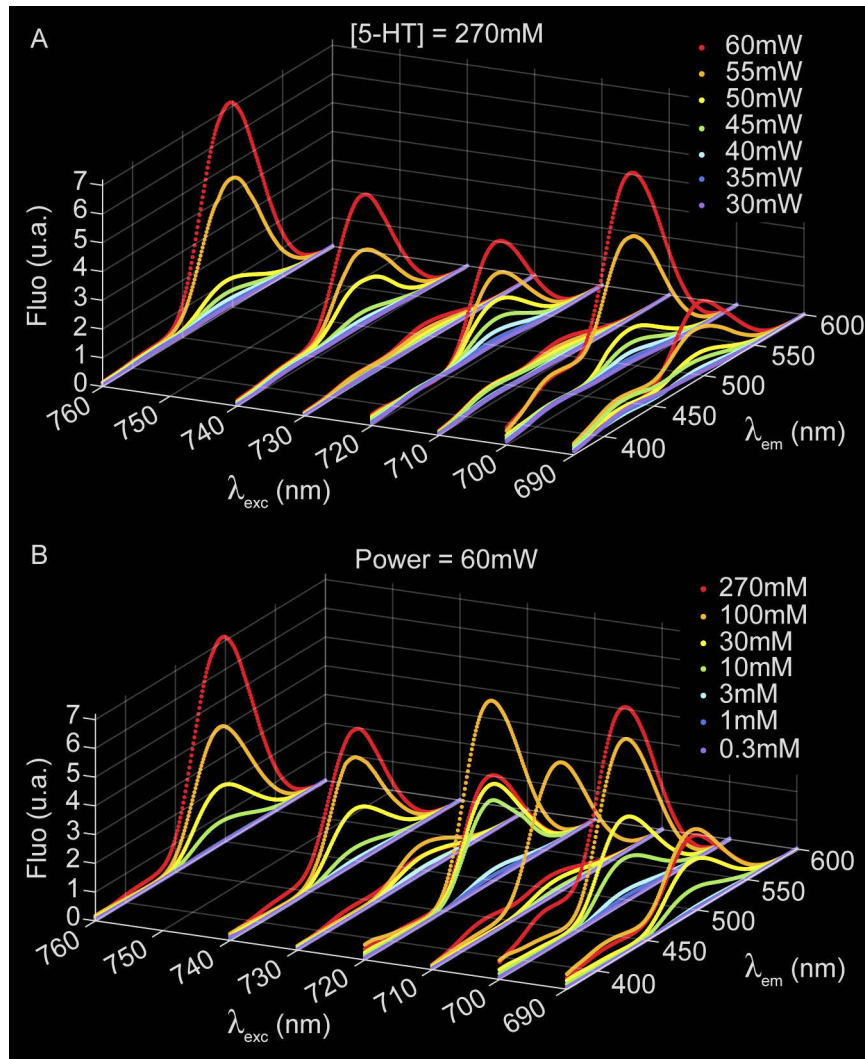 A
[5-HT] = 270mM
60mW
55mW
50mW
45mW
40mW
35mW
30mW
7
6
5
4
3
2
1
0
Fluo (u.a.)
760
750
740
730
720
710
700
690
λexc (nm)
400
450
500
550
600
λem (nm)
B
Power = 60mW
270mM
100mM
30mM
10mM
3mM
1mM
0.3mM
7
6
5
4
3
2
1
0
Fluo (u.a.)
760
750
740
730
720
710
700
690
λexc (nm)
400
450
500
550
600
λem (nm)